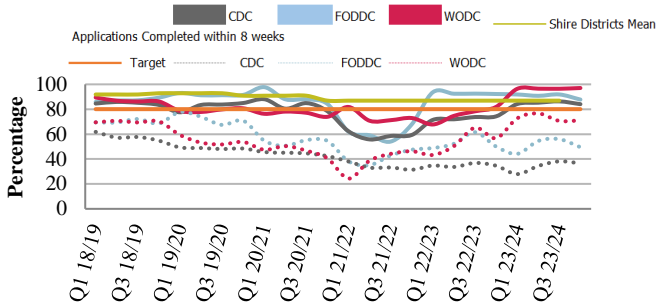 CDC FODDC WODC Shire Districts Mean
Applications Completed within 8 weeks
Target CDC FODDC WODC
Percentage
100
80
60
40
20
0
Q1 18/19
Q3 18/19
Q1 19/20
Q3 19/20
Q1 20/21
Q3 20/21
Q1 21/22
Q3 21/22
Q1 22/23
Q3 22/23
Q1 23/24
Q3 23/24